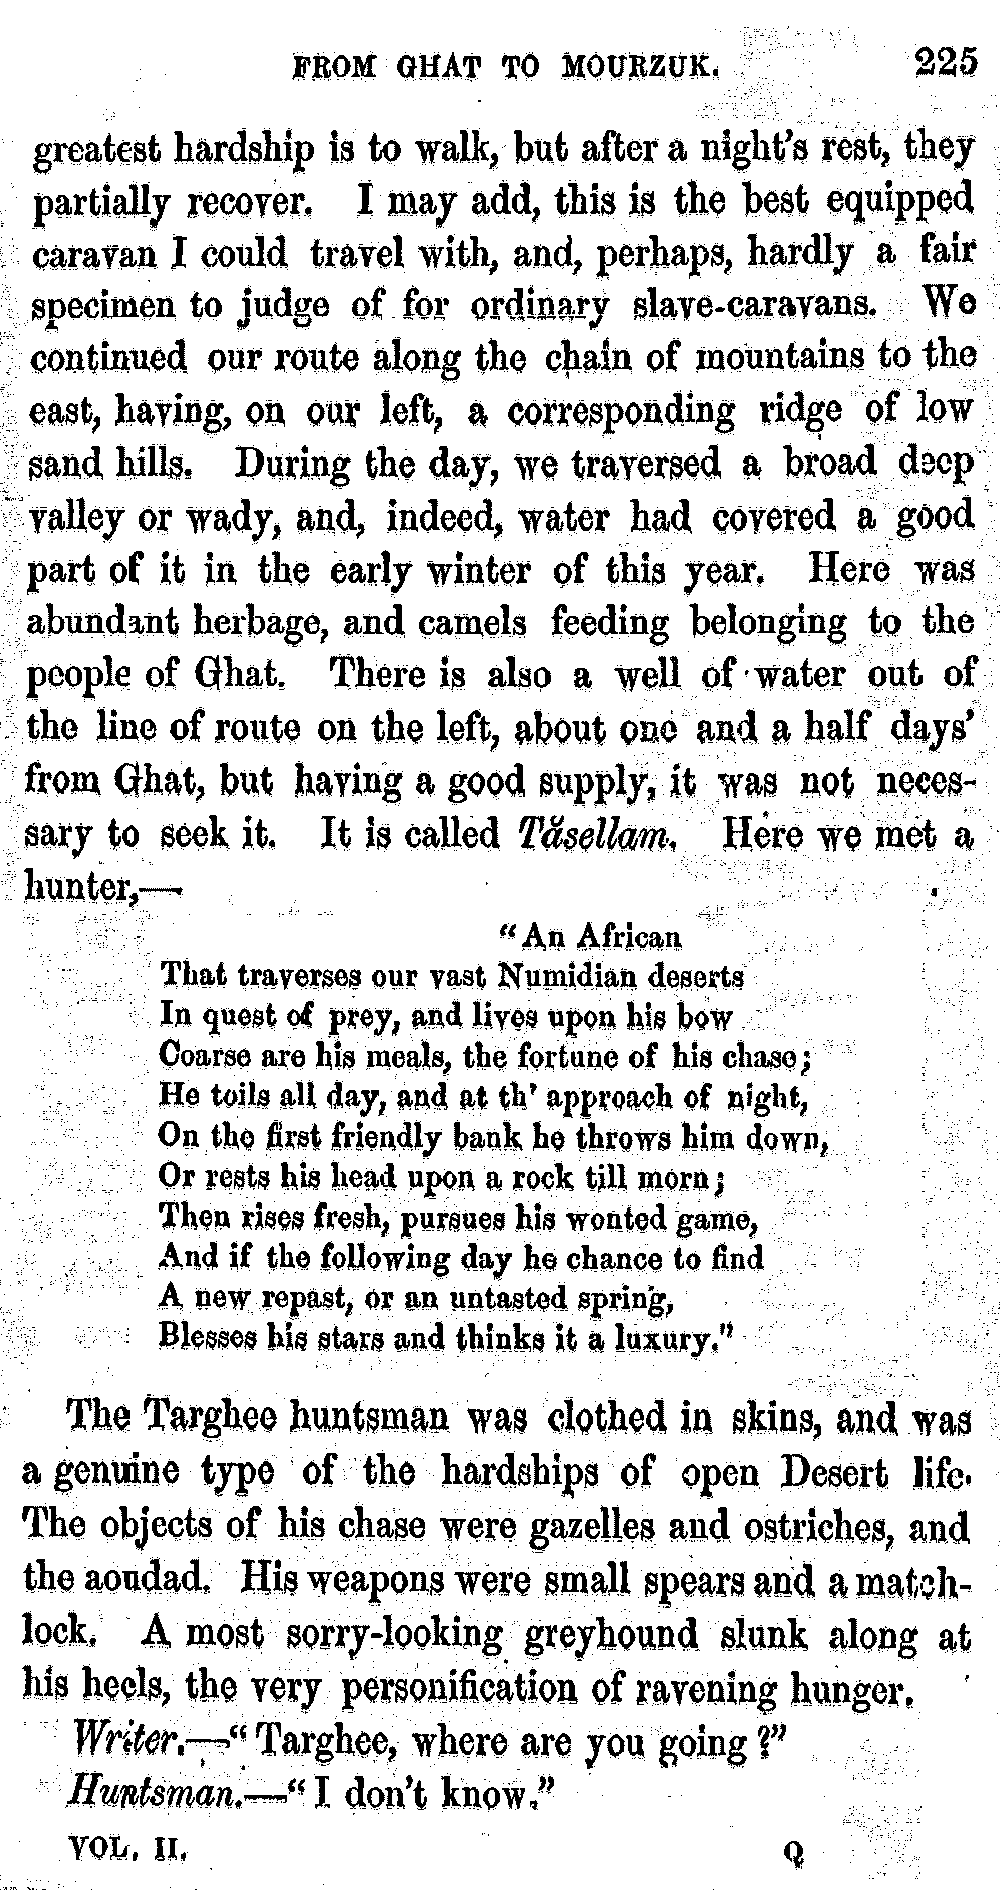 FROM GHAT TO MOURZUK. 225
greatest hardship is to walk, but after a night's rest, they
partially recover. I may add, this is the best equipped
caravan I could travel with, and, perhaps, hardly a fair
specimen to judge of for ordinary slave-caravans. We
continued our route along the chain of mountains to the
east, having, on our left, a corresponding ridge of low
sand hills. During the day, we traversed a broad deep
valley or wady, and, indeed, water had covered a good
part of it in the early winter of this year. Here was
abundant herbage, and camels feeding belonging to the
people of Ghat. There is also a well of water out of
the line of route on the left, about one and a half days'
from Ghat, but having a good supply, it was not neces-
sary to seek it. It is called Tăsellam. Here we met a
hunter,—
"An African
That traverses our vast Numidian deserts
In quest of prey, and lives upon his bow
Coarse are his meals, the fortune of his chase;
He toils all day, and at th' approach of night,
On the first friendly bank he throws him down,
Or rests his head upon a rock till morn;
Then rises fresh, pursues his wonted game,
And if the following day he chance to find
A new repast, or an untasted spring,
Blesses his stars and thinks it a luxury."
The Targhee huntsman was clothed in skins, and was
a genuine type of the hardships of open Desert life.
The objects of his chase were gazelles and ostriches, and
the aoudad. His weapons were small spears and a match-
lock. A most sorry-looking greyhound slunk along at
his heels, the very personification of ravening hunger.
Writer.—"Targhee, where are you going?"
Huntsman.—"I don't know."
VOL. II. Q